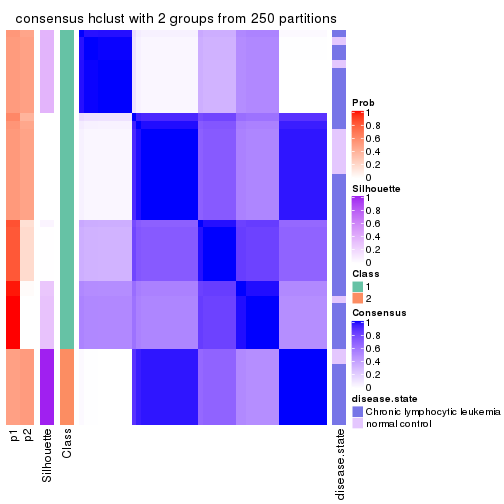 consensus hclust with 2 groups from 250 partitions
Prob
1
0.8
0.6
0.4
0.2
0
Silhouette
1
0.8
0.6
0.4
0.2
0
Class
1
2
Consensus
1
0.8
0.6
0.4
0.2
0
disease.state
Chronic lymphocytic leukemia
normal control
p1
p2
Silhouette
Class
disease.state